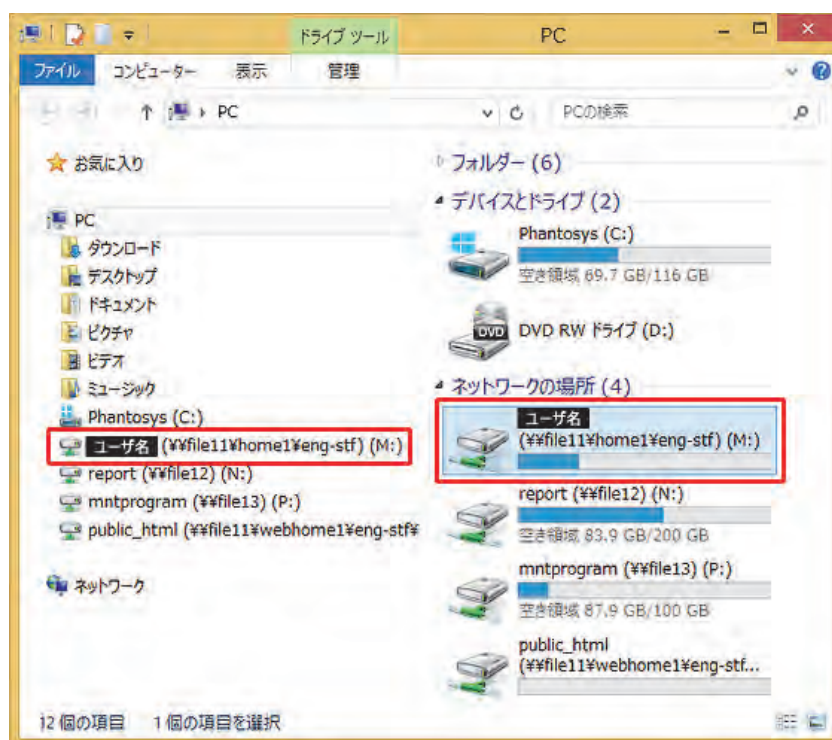 ドライブ ツール
PC
ファイル
コンピューター
表示
管理
PC
PCの検索
お気に入り
PC
ダウンロード
デスクトップ
ドキュメント
ピクチャ
ビデオ
ミュージック
Phantosys (C:)
ユーザ名 (¥¥file11¥home1¥eng-stf) (M:)
report (¥¥file12) (N:)
mntprogram (¥¥file13) (P:)
public_html (¥¥file11¥webhome1¥eng-stf¥
ネットワーク
フォルダー (6)
デバイスとドライブ (2)
Phantosys (C:)
空き領域 69.7 GB/116 GB
DVD
DVD RW ドライブ (D:)
ネットワークの場所 (4)
ユーザ名
(¥¥file11¥home1¥eng-stf) (M:)
report (¥¥file12) (N:)
空き領域 83.9 GB/200 GB
mntprogram (¥¥file13) (P:)
空き領域 87.9 GB/100 GB
public_html
(¥¥file11¥webhome1¥eng-stf...
12 個の項目
1 個の項目を選択